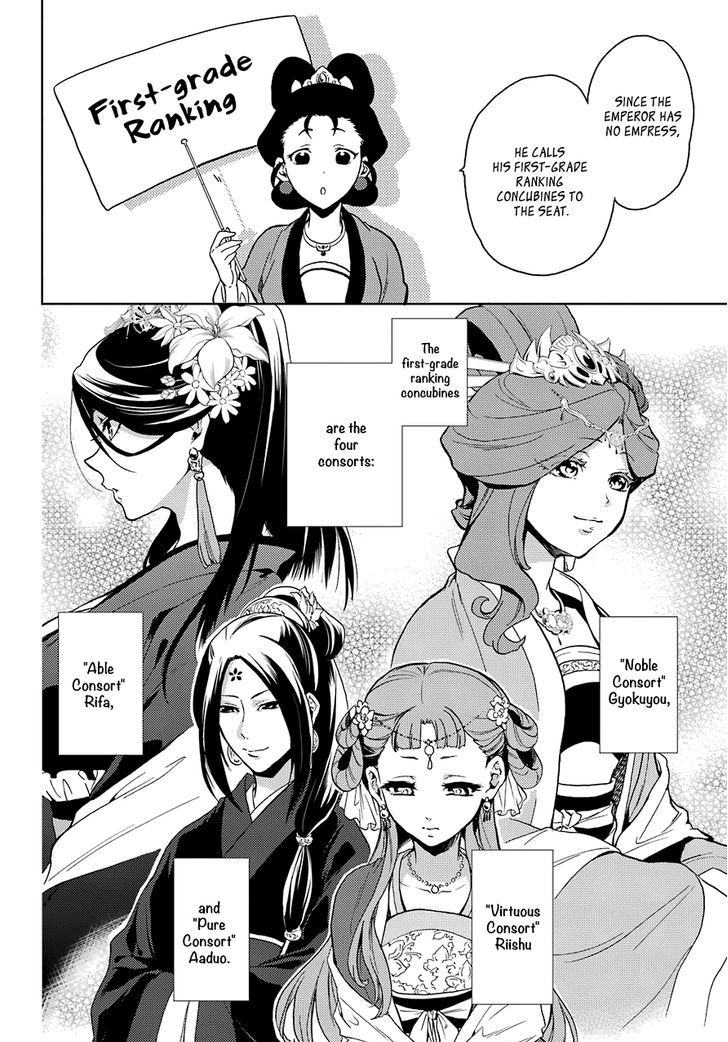 SINCE THE
EMPEROR HAS
NO EMPRESS,
HE CALLS
HIS FIRST-GRADE
RANKING
CONCUBINES
TO THE SEAT.
First-grade
Ranking
The
first-grade
ranking
concubines
are the
four
consorts:
"Noble
Consort"
Gyokuyou,
"Able
Consort"
Rifa,
"Virtuous
Consort"
Riishu
and
"Pure
Consort"
Aaduo.